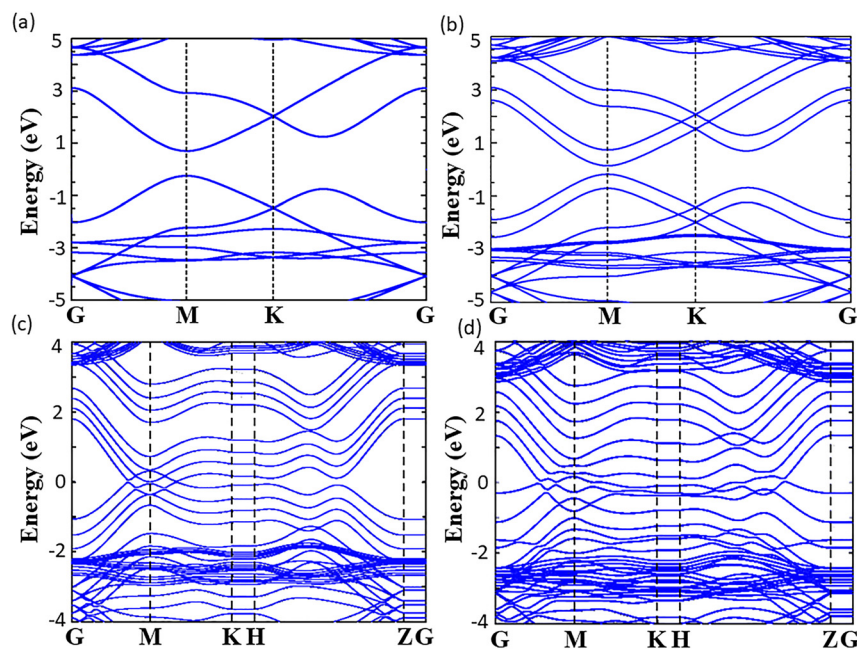 (a)
(b)
5
3
1
-1
-3
-5
Energy (eV)
G M K G
5
3
1
-1
-3
-5
Energy (eV)
G M K G
(c)
(d)
4
2
0
-2
-4
Energy (eV)
G M K H Z G
4
2
0
-2
-4
Energy (eV)
G M K H Z G